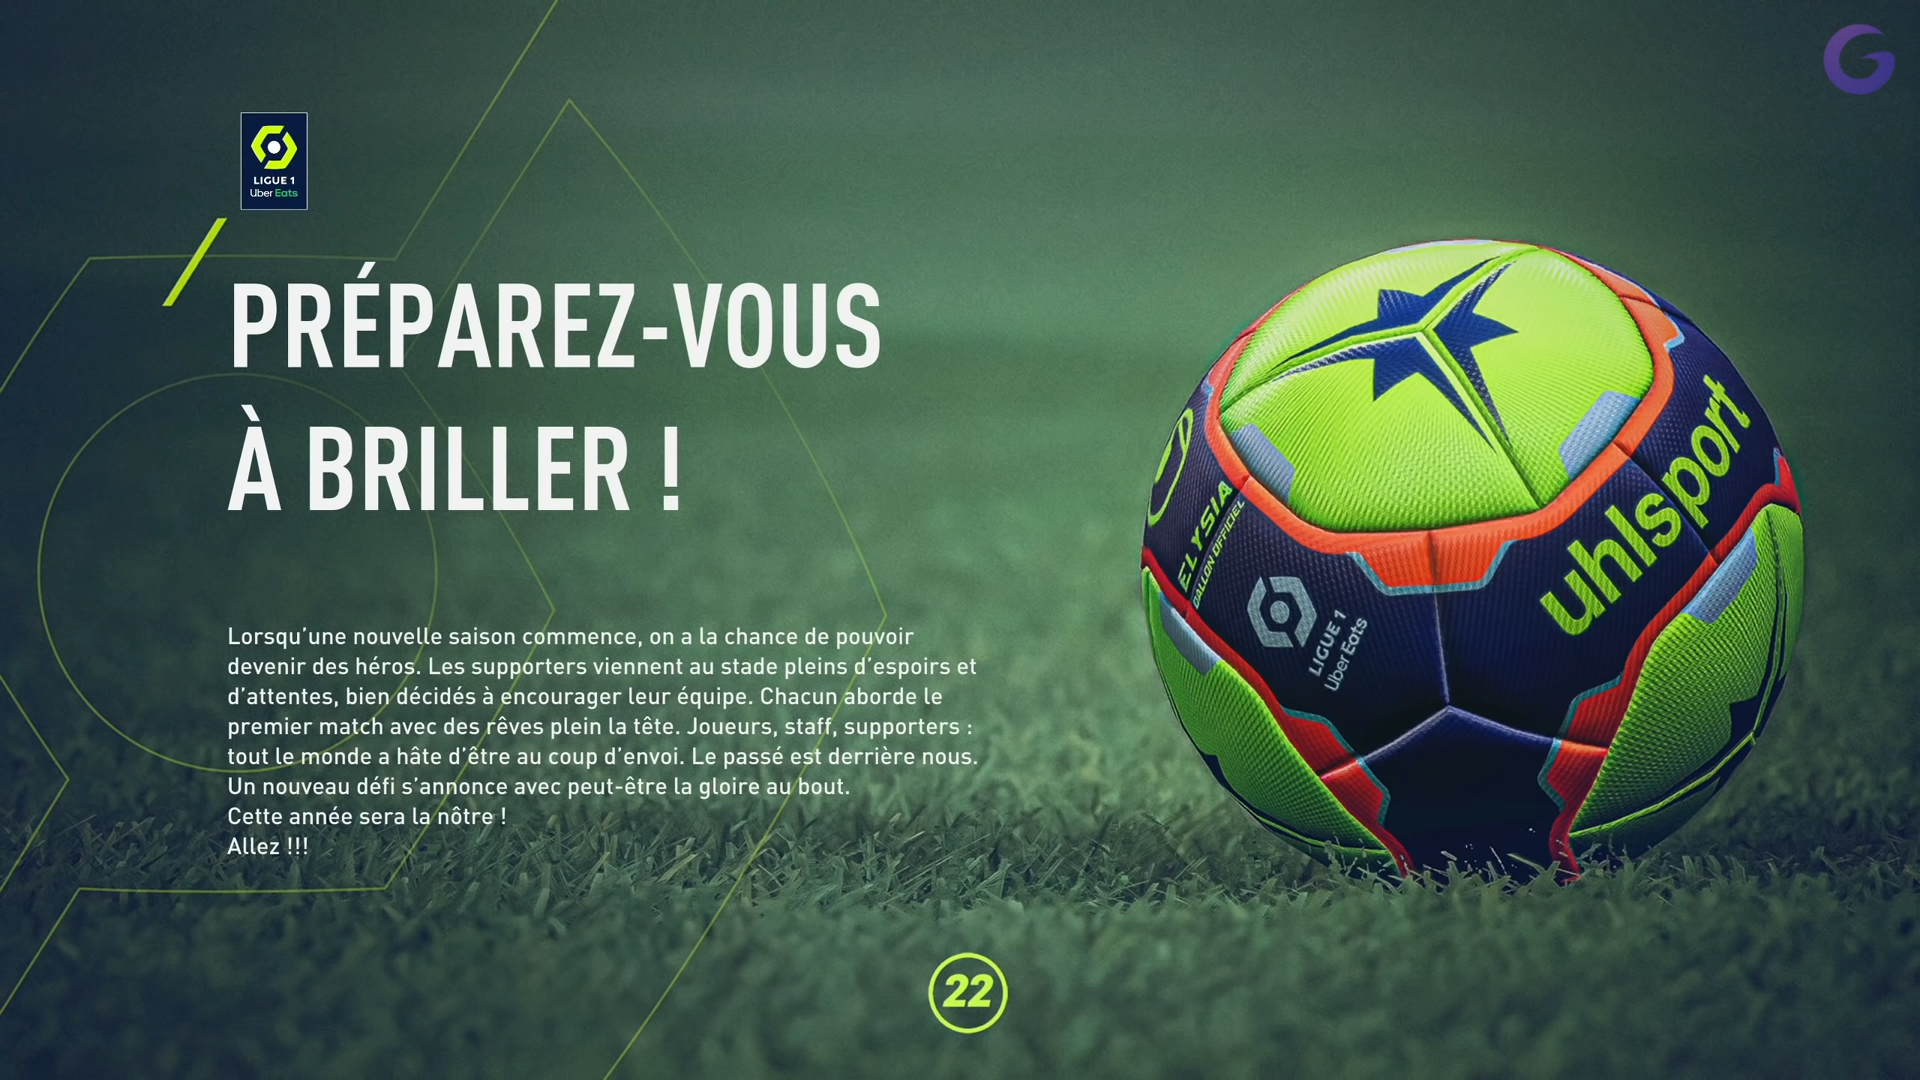 LIGUE 1
Uber Eats
PRÉPAREZ-VOUS
À BRILLER !
Lorsqu’une nouvelle saison commence, on a la chance de pouvoir
devenir des héros. Les supporters viennent au stade pleins d’espoirs et
d’attentes, bien décidés à encourager leur équipe. Chacun aborde le
premier match avec des rêves plein la tête. Joueurs, staff, supporters :
tout le monde a hâte d’être au coup d’envoi. Le passé est derrière nous.
Un nouveau défi s’annonce avec peut-être la gloire au bout.
Cette année sera la nôtre !
Allez !!!
ELYSIA
BALLON OFFICIEL
LIGUE 1
Uber Eats
uhlsport
22
G